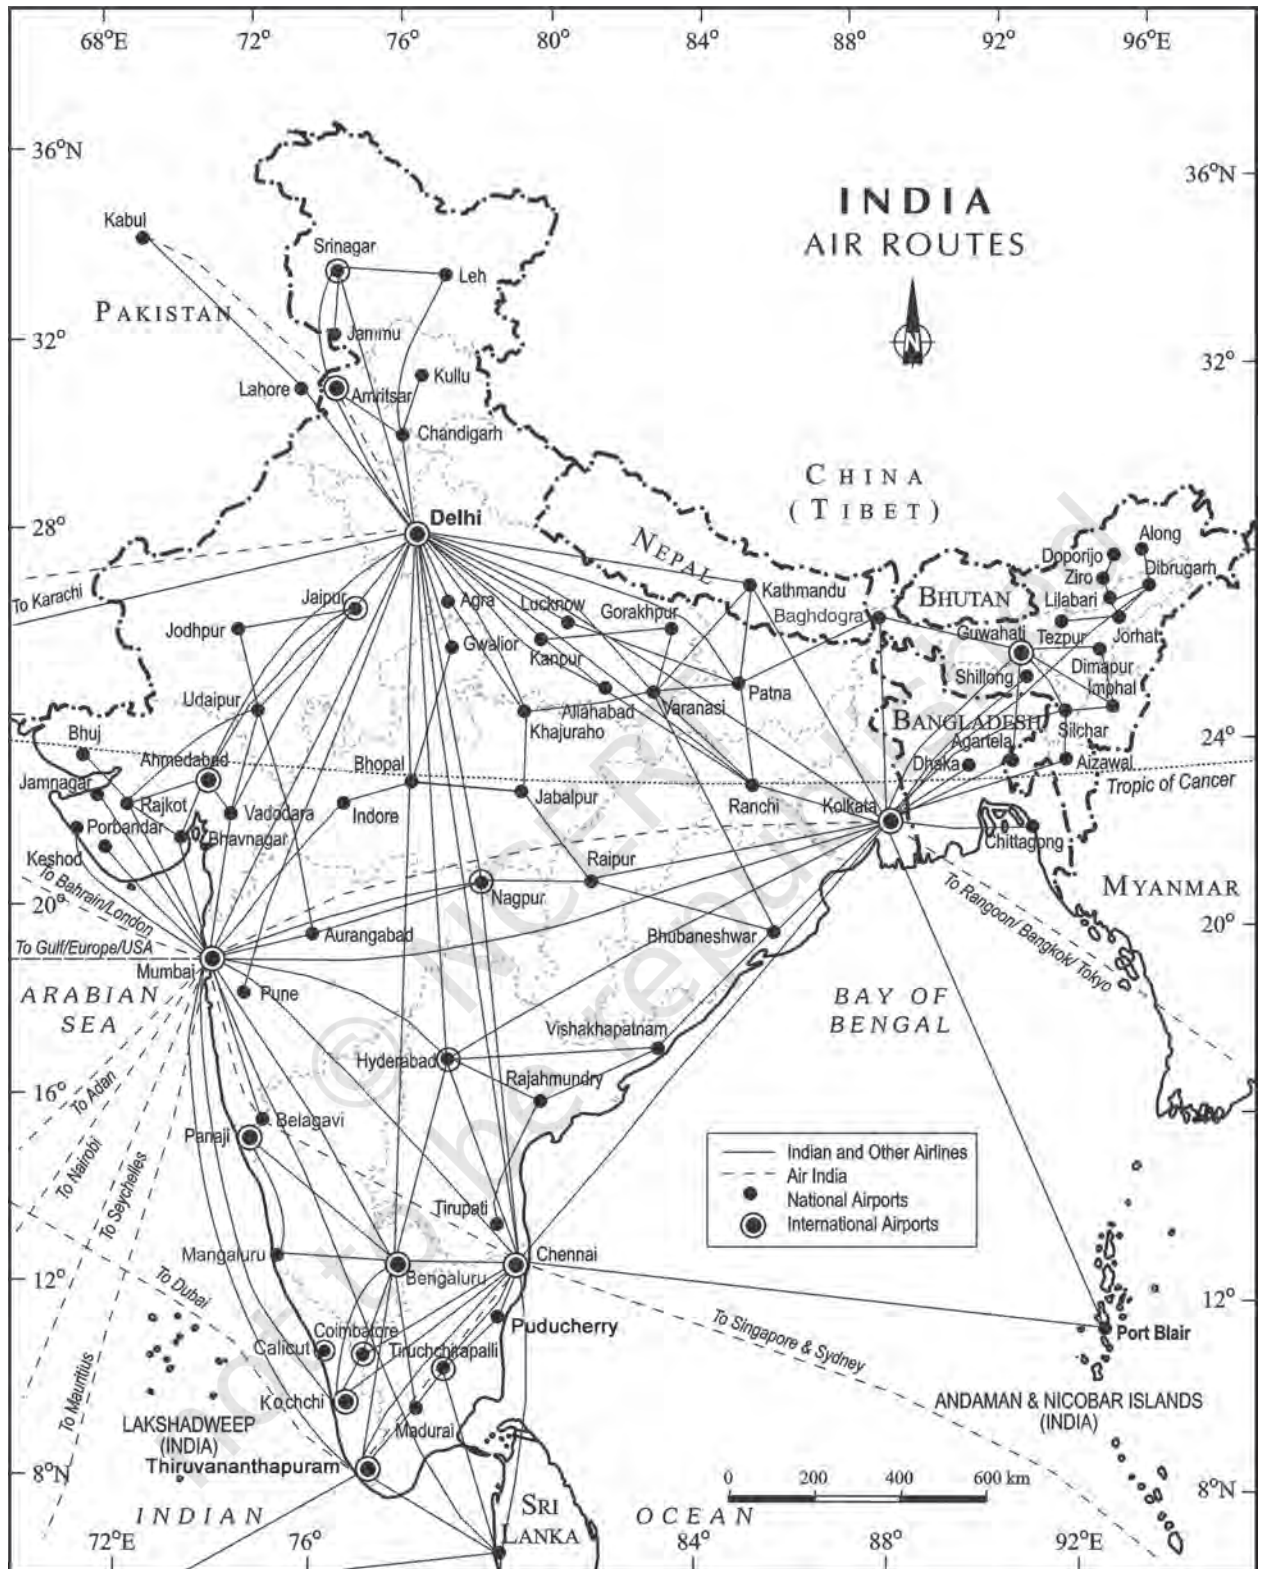 68°E 72° 76° 80° 84° 88° 92° 96°E
36°N
36°N
INDIA
AIR ROUTES
N
Kabul
Srinagar
Leh
PAKISTAN
Jammu
32°
32°
Kullu
Lahore
Amritsar
Chandigarh
CHINA
(TIBET)
Delhi
28°
NEPAL
Along
Doporijo
Ziro
Dibrugarh
To Karachi
Jaipur
Agra
Lucknow
Gorakhpur
Kathmandu
Baghdogra
BHUTAN
Lilabari
Jodhpur
Gwalior
Kanpur
Guwahati
Tezpur
Jorhat
Shillong
Dimapur
Imphal
Udaipur
Allahabad
Varanasi
Patna
Khajuraho
BANGLADESH
Silchar
Bhuj
Ahmedabad
Bhopal
Agartela
24°
Dhaka
Aizawal
Jamnagar
Rajkot
Vadodara
Indore
Jabalpur
Ranchi
Kolkata
Tropic of Cancer
Porbandar
Bhavnagar
Chittagong
Keshod
Raipur
To Bahrain/London
Nagpur
MYANMAR
20°
20°
To Rangoon/ Bangkok/ Tokyo
Aurangabad
Bhubaneshwar
To Gulf/Europe/USA
Mumbai
Pune
ARABIAN
SEA
BAY OF
BENGAL
Vishakhapatnam
Hyderabad
Rajahmundry
16°
To Adan
Belagavi
Panaji
To Nairobi
To Seychelles
Indian and Other Airlines
Air India
National Airports
International Airports
Tirupati
Mangaluru
Bengaluru
Chennai
12°
12°
To Dubai
Coimbatore
Calicut
Tiruchchirapalli
Puducherry
To Singapore & Sydney
Port Blair
To Mauritius
Kochchi
Madurai
LAKSHADWEEP
(INDIA)
ANDAMAN & NICOBAR ISLANDS
(INDIA)
Thiruvananthapuram
8°N
8°N
0 200 400 600 km
INDIAN
OCEAN
SRI
LANKA
72°E 76° 84° 88° 92°E
© NCERT
not to be republished